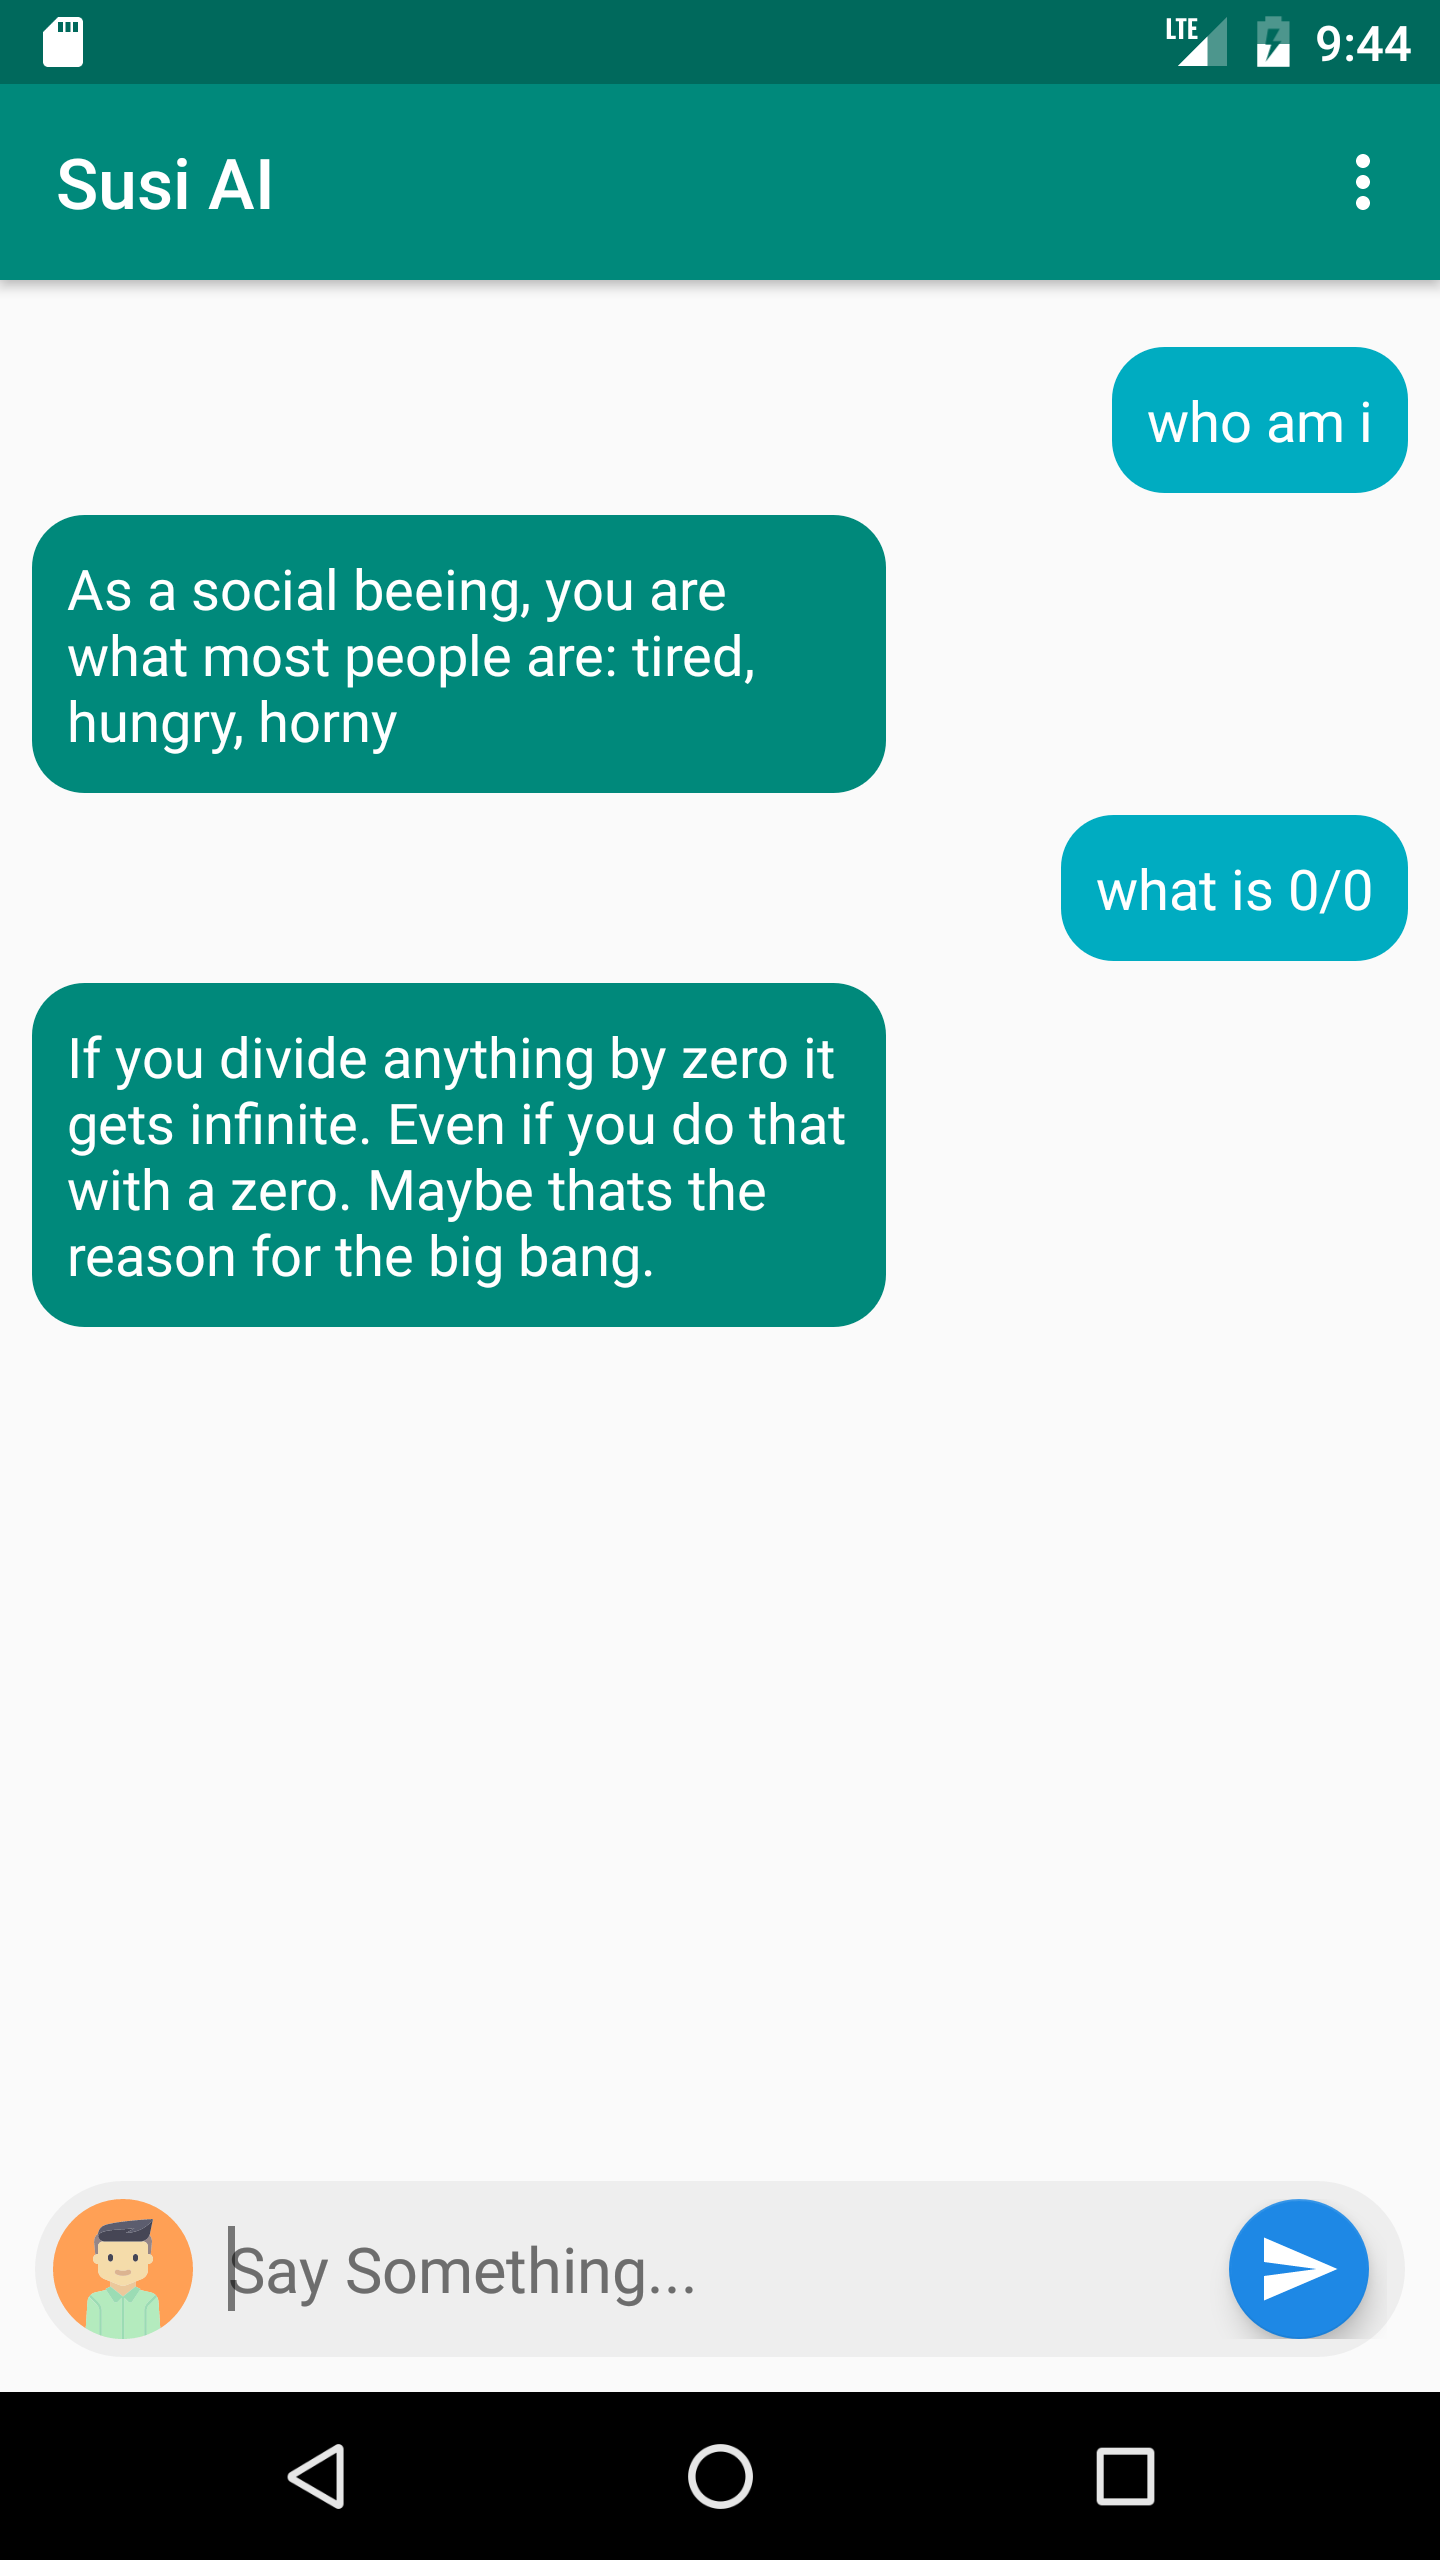 LTE 9:44
Susi AI
who am i
As a social beeing, you are
what most people are: tired,
hungry, horny
what is 0/0
If you divide anything by zero it
gets infinite. Even if you do that
with a zero. Maybe thats the
reason for the big bang.
Say Something...